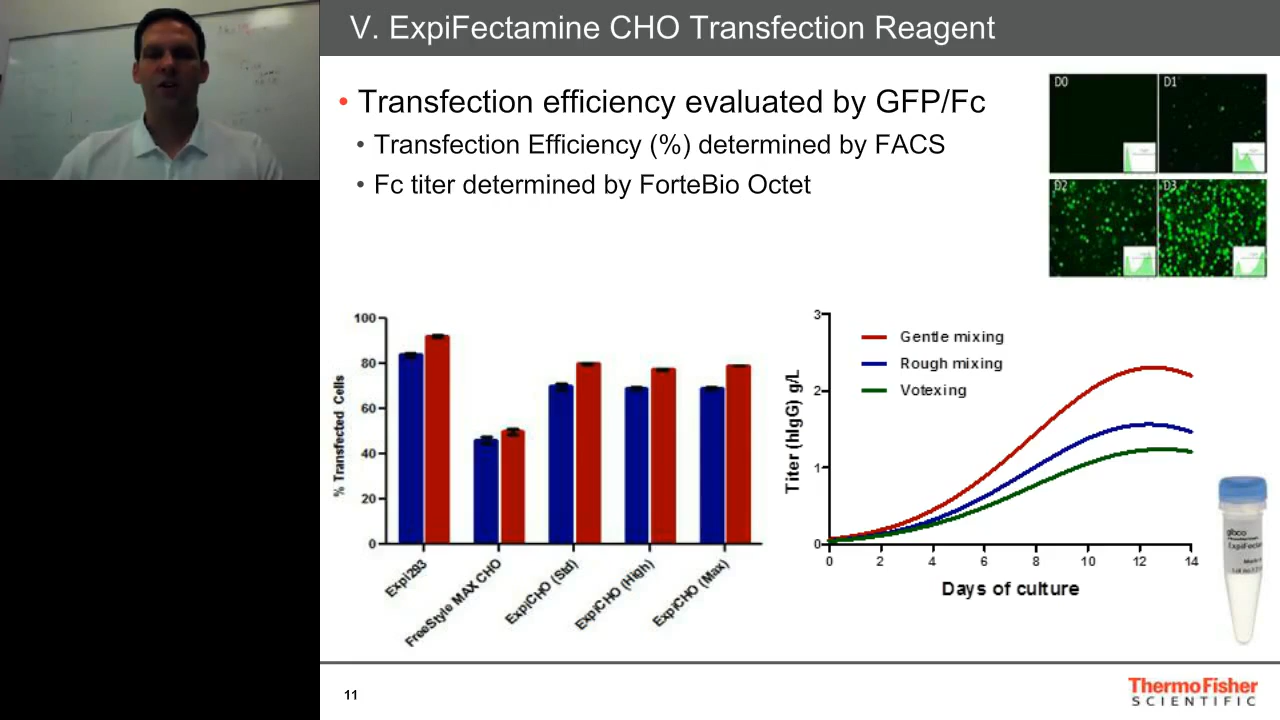 V. ExpiFectamine CHO Transfection Reagent
• Transfection efficiency evaluated by GFP/Fc
• Transfection Efficiency (%) determined by FACS
• Fc titer determined by ForteBio Octet
D0
D1
D2
D3
% Transfected Cells
100
80
60
40
20
0
Expi293
FreeStyle MAX CHO
ExpiCHO (Std)
ExpiCHO (High)
ExpiCHO (Max)
Titer (hIgG) g/L
3
2
1
0
Gentle mixing
Rough mixing
Votexing
0 2 4 6 8 10 12 14
Days of culture
gibco
ExpiFectam
11
ThermoFisher
SCIENTIFIC